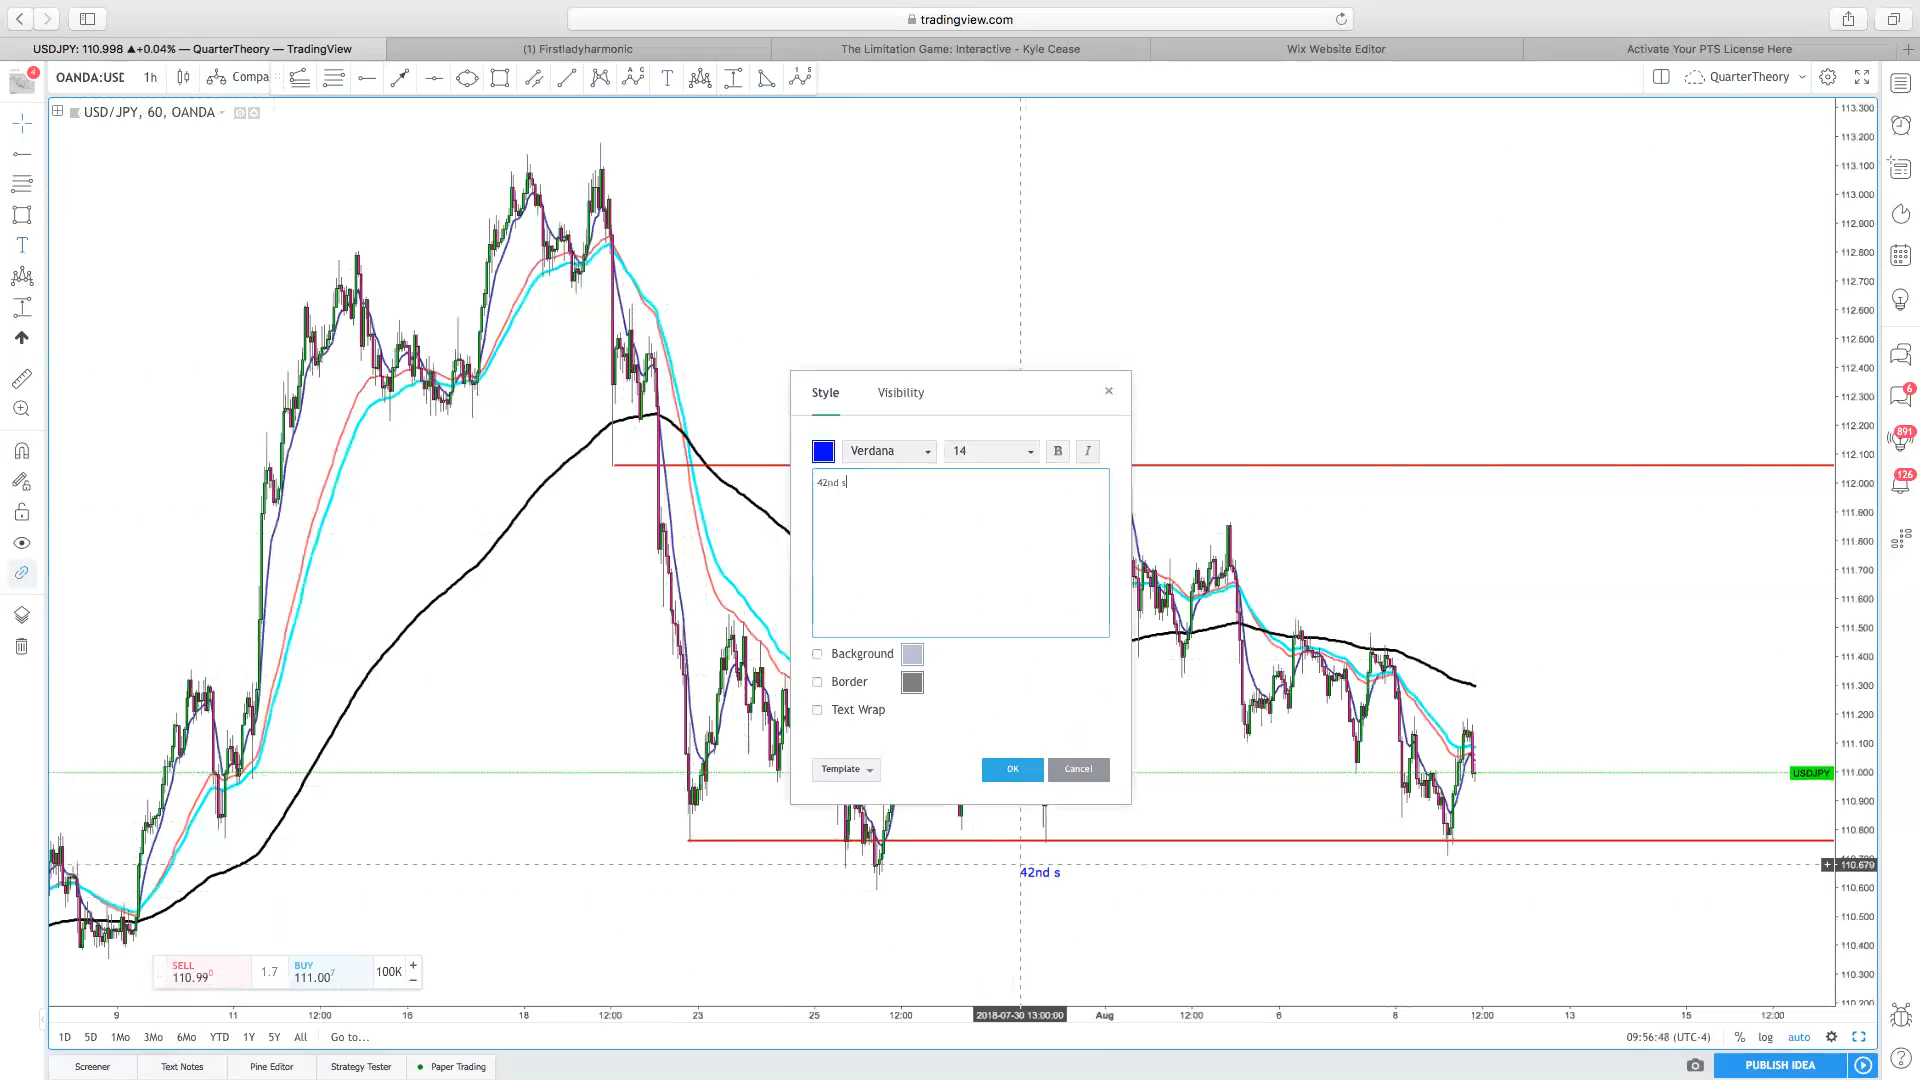 tradingview.com
USDJPY: 110.998 ▲+0.04% — QuarterTheory — TradingView
(1) Firstladyharmonic
The Limitation Game: Interactive - Kyle Cease
Wix Website Editor
Activate Your PTS License Here
4
OANDA:USD
1h
Compa
QuarterTheory
USD/JPY, 60, OANDA
113.300
113.200
113.100
113.000
112.900
112.800
112.700
112.600
112.500
112.400
112.300
112.200
112.100
112.000
111.900
111.800
111.700
111.600
111.500
111.400
111.300
111.200
111.100
USDJPY 111.000
110.900
110.800
110.679
110.600
110.500
110.400
110.300
110.200
6
891
126
Style Visibility
Verdana 14 B I
42nd s
Background
Border
Text Wrap
Template OK Cancel
42nd s
SELL
110.990
1.7
BUY
111.007
100K
9 11 12:00 16 18 12:00 23 25 12:00 2018-07-30 13:00:00 Aug 12:00 6 8 12:00 13 15 12:00
1D 5D 1Mo 3Mo 6Mo YTD 1Y 5Y All Go to...
09:56:48 (UTC-4) % log auto
Screener Text Notes Pine Editor Strategy Tester Paper Trading
PUBLISH IDEA